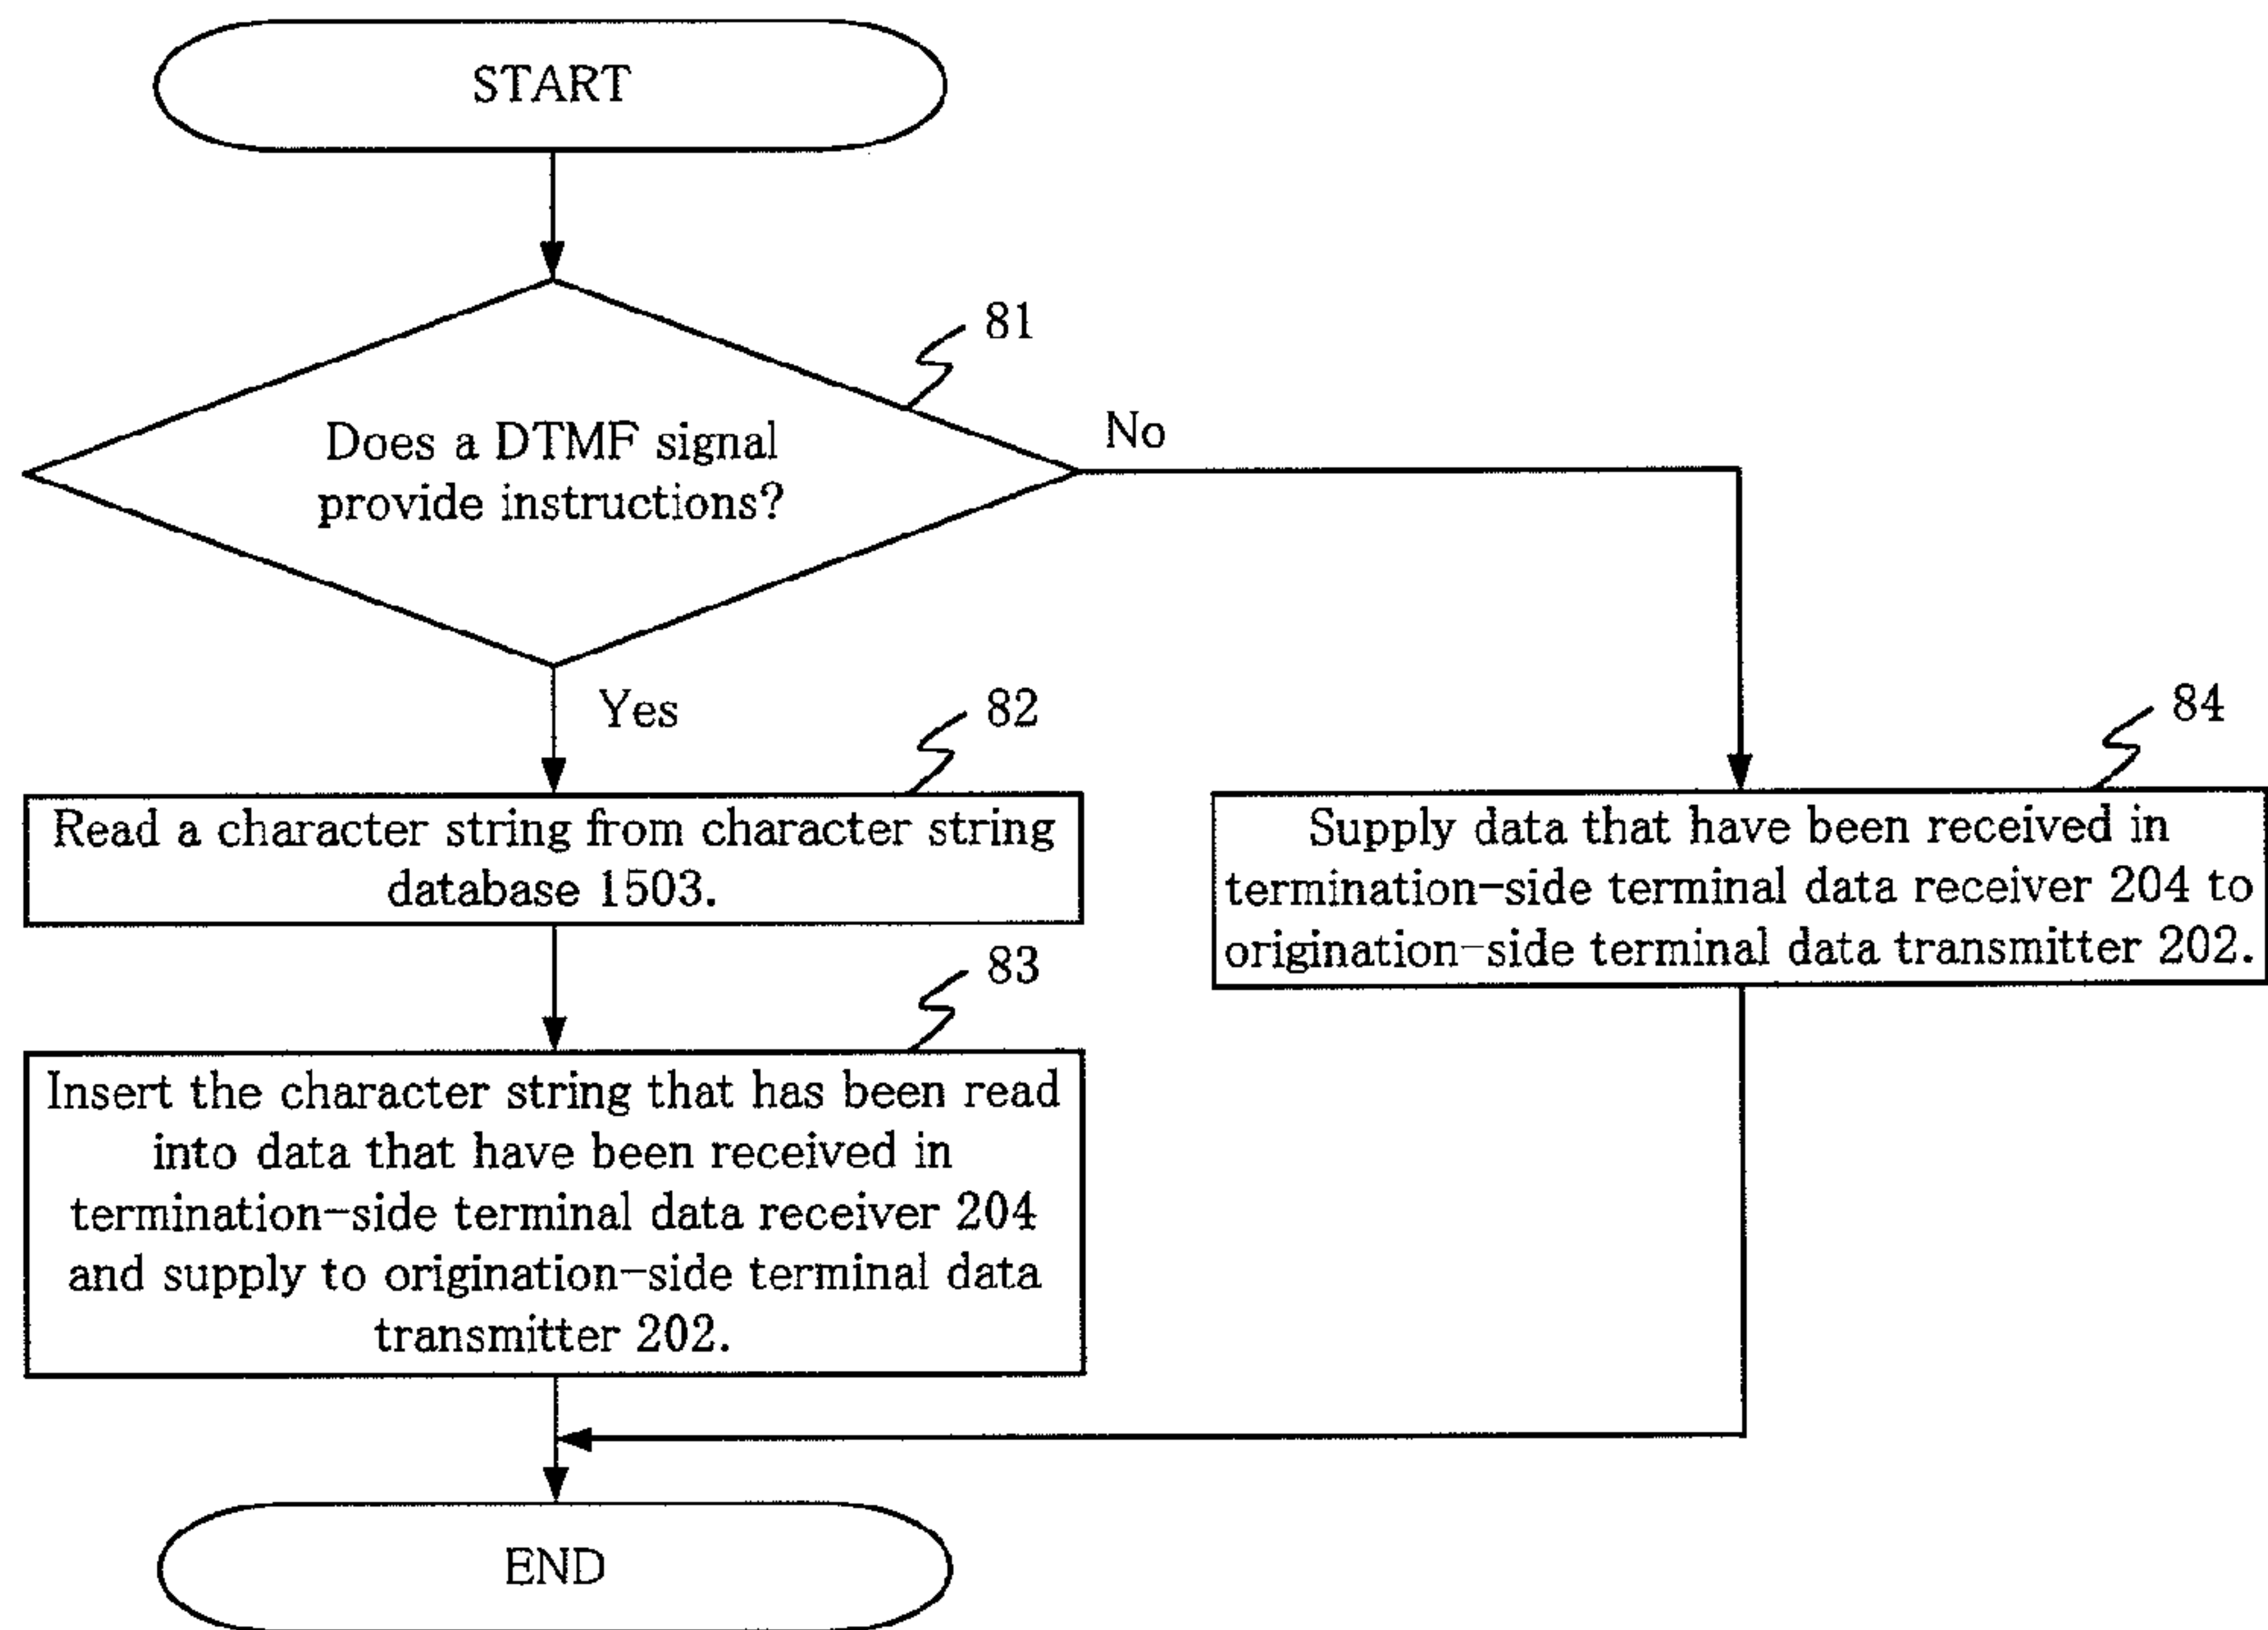 START
81
Does a DTMF signal
provide instructions?
No
Yes
82
Read a character string from character string
database 1503.
84
Supply data that have been received in
termination-side terminal data receiver 204 to
origination-side terminal data transmitter 202.
83
Insert the character string that has been read
into data that have been received in
termination-side terminal data receiver 204
and supply to origination-side terminal data
transmitter 202.
END